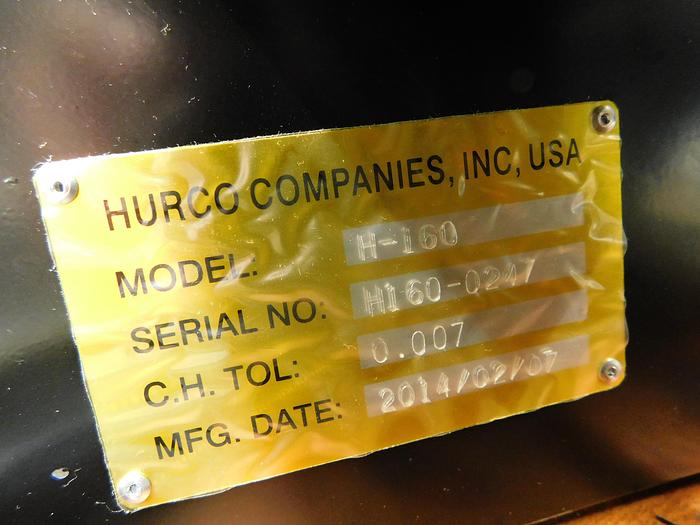 HURCO COMPANIES, INC, USA
MODEL: H-160
SERIAL NO: H160-0247
C.H. TOL: 0.007
MFG. DATE: 2014/02/07